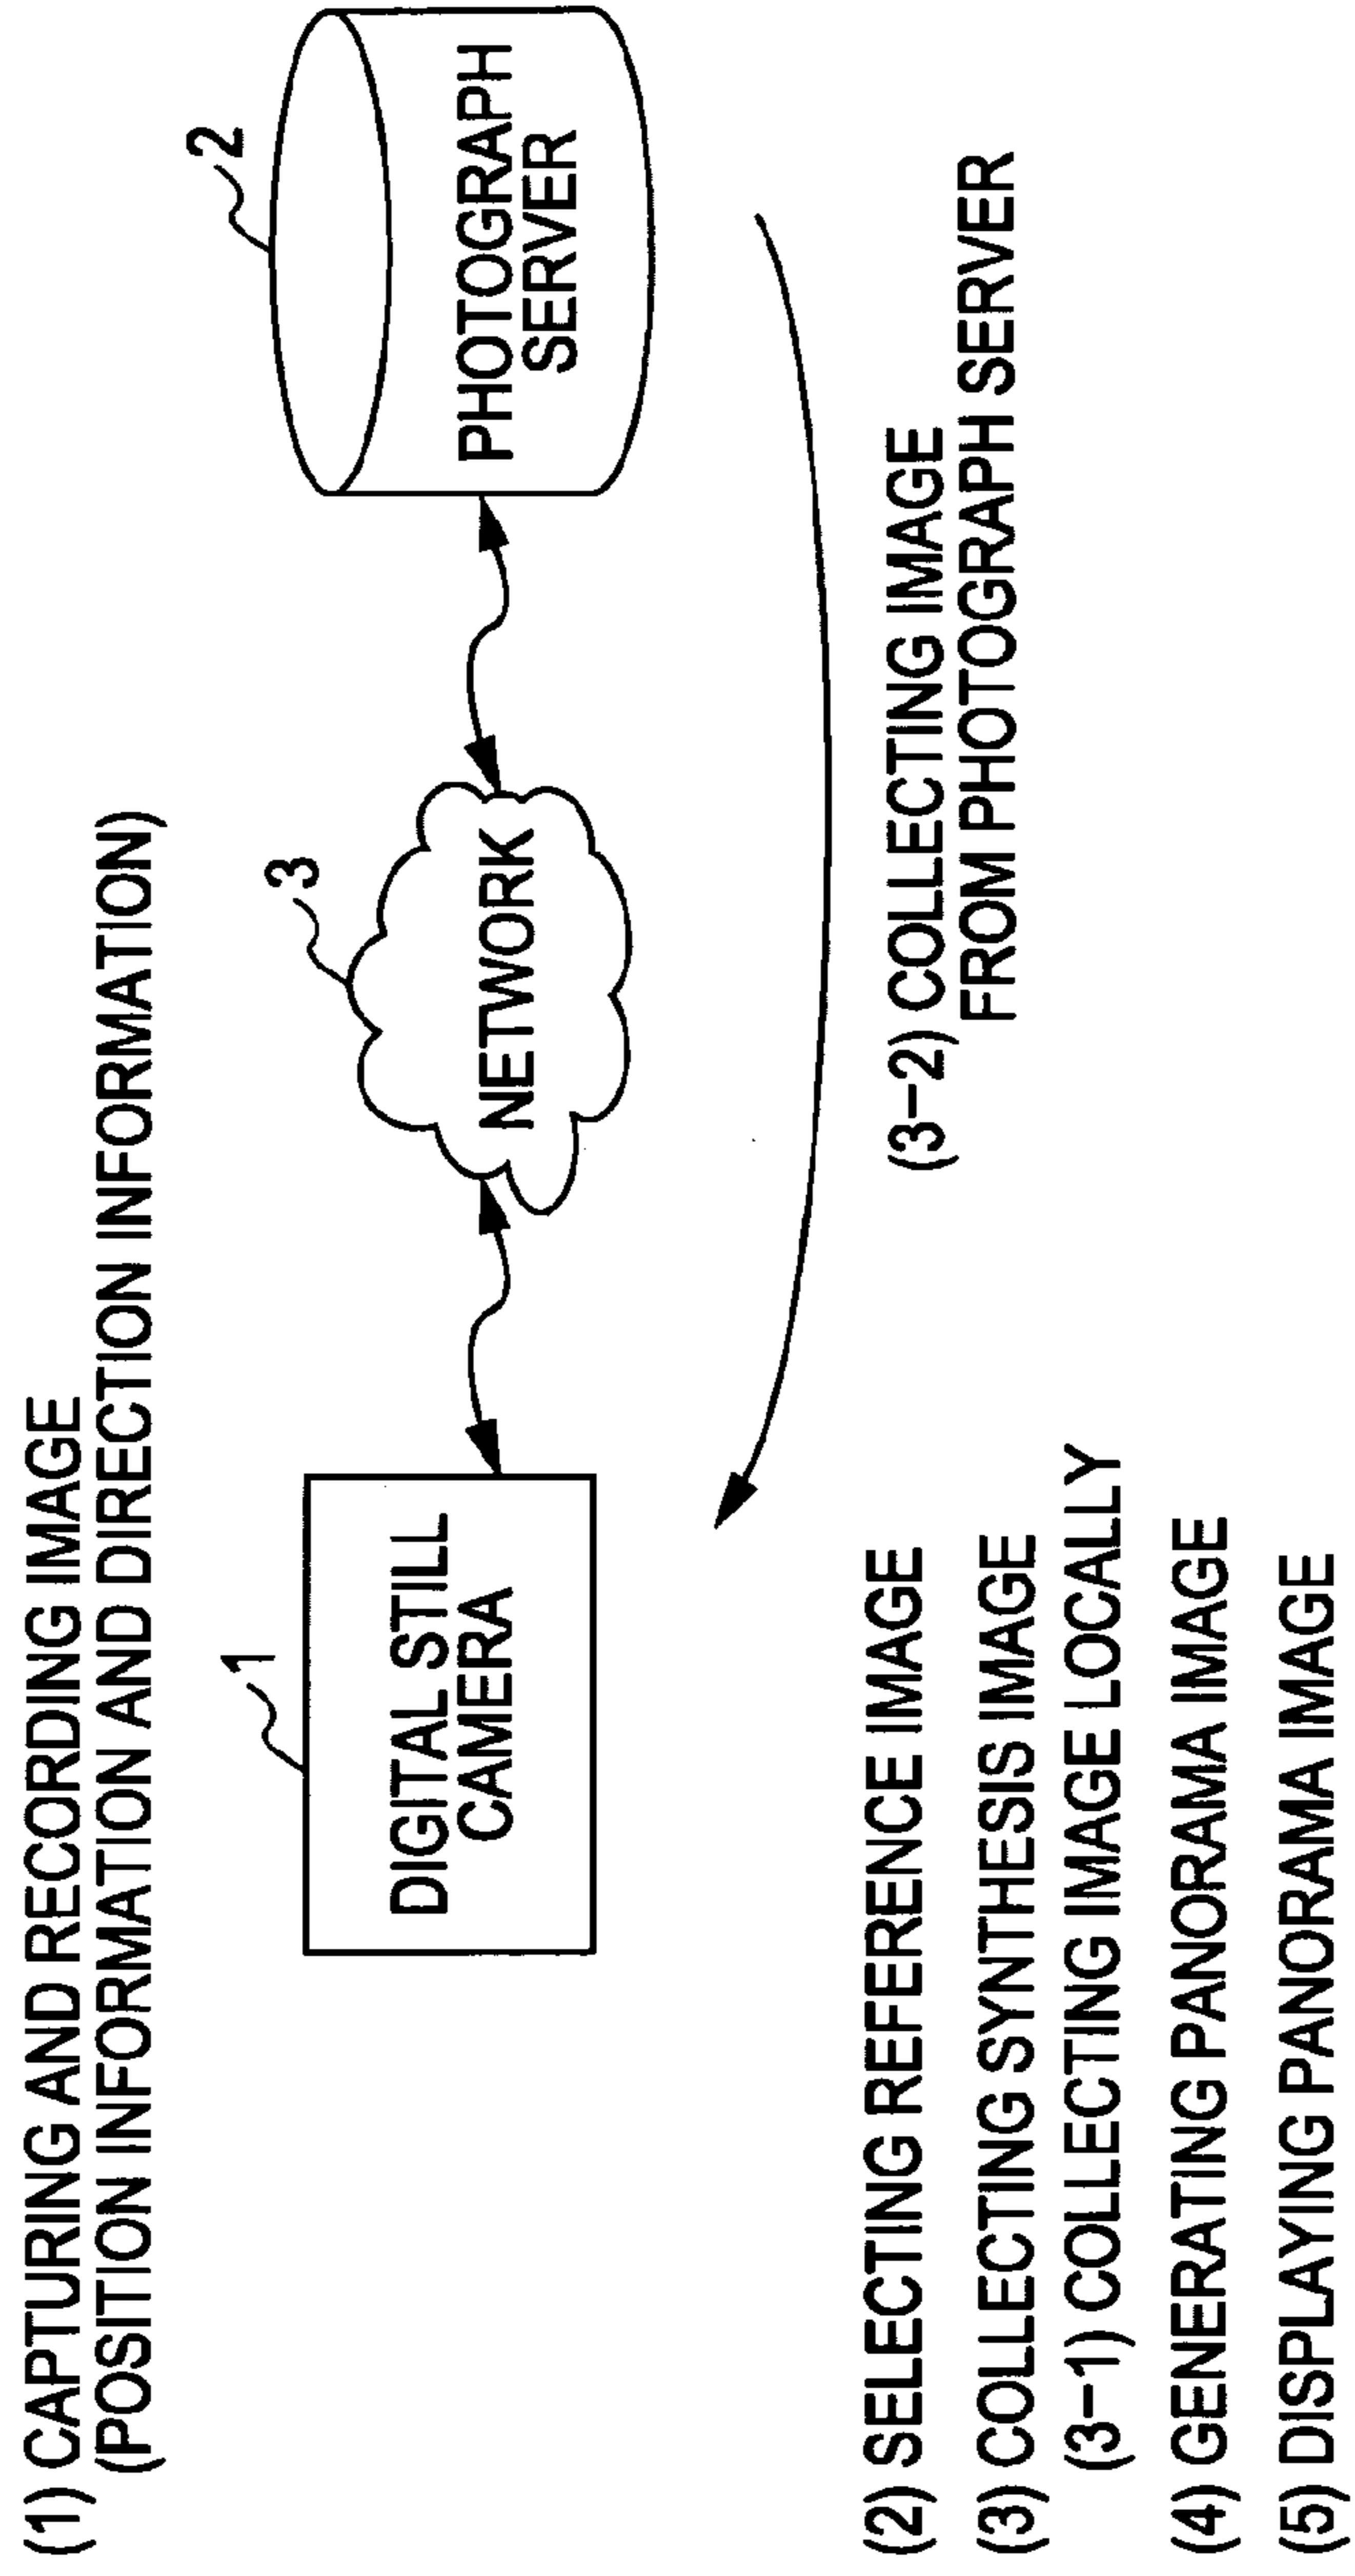 (1) CAPTURING AND RECORDING IMAGE
(POSITION INFORMATION AND DIRECTION INFORMATION)
1
DIGITAL STILL
CAMERA
3
NETWORK
2
PHOTOGRAPH
SERVER
(2) SELECTING REFERENCE IMAGE
(3) COLLECTING SYNTHESIS IMAGE
(3-1) COLLECTING IMAGE LOCALLY
(3-2) COLLECTING IMAGE
FROM PHOTOGRAPH SERVER
(4) GENERATING PANORAMA IMAGE
(5) DISPLAYING PANORAMA IMAGE